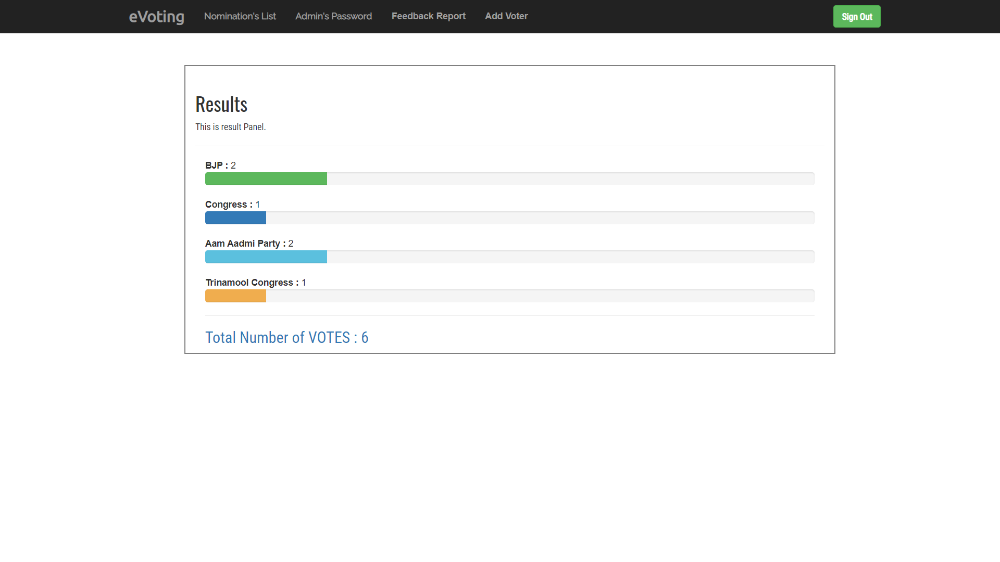 eVoting Nomination's List Admin's Password Feedback Report Add Voter Sign Out
Results
This is result Panel.
BJP : 2
Congress : 1
Aam Aadmi Party : 2
Trinamool Congress : 1
Total Number of VOTES : 6